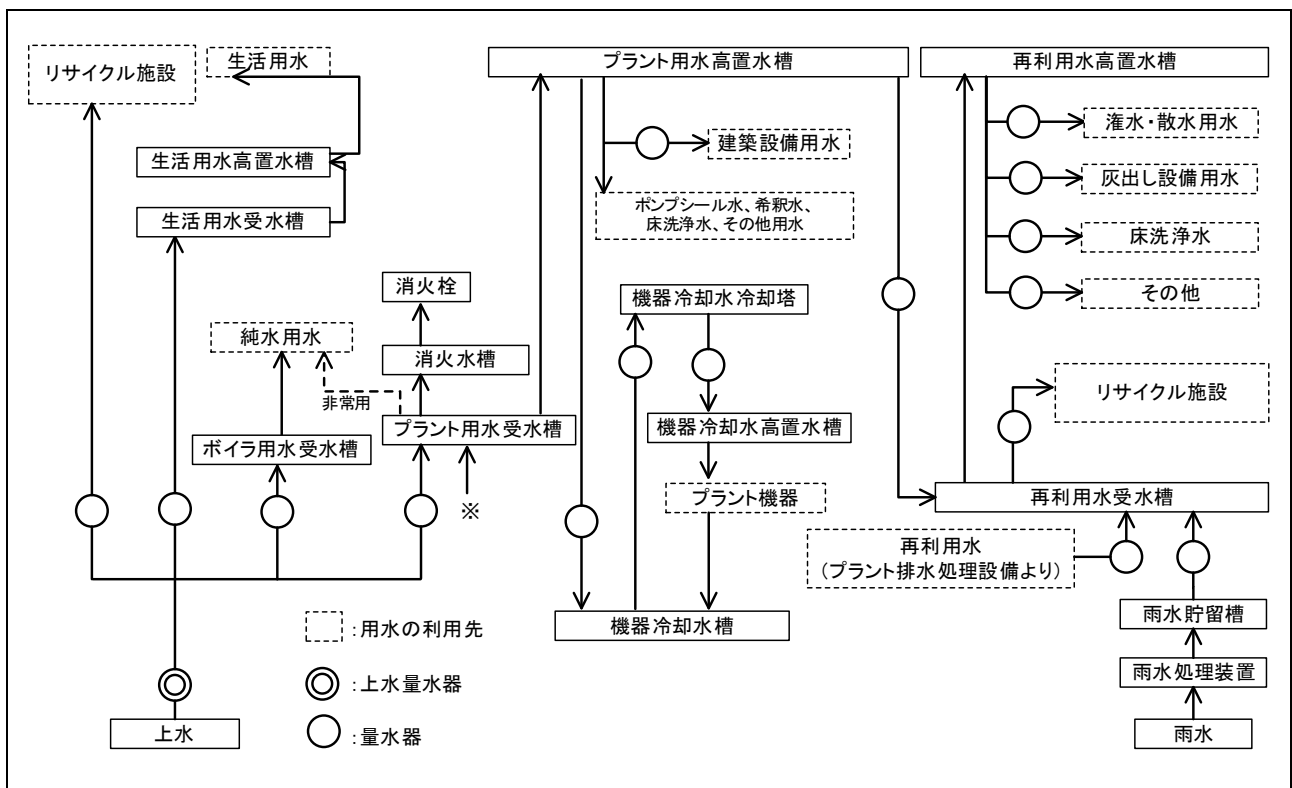 リサイクル施設
生活用水
生活用水高置水槽
生活用水受水槽
純水用水
非常用
ボイラ用水受水槽
消火栓
消火水槽
プラント用水受水槽
※
上水
:用水の利用先
:上水量水器
:量水器
プラント用水高置水槽
建築設備用水
ポンプシール水、希釈水、
床洗浄水、その他用水
機器冷却水冷却塔
機器冷却水高置水槽
プラント機器
機器冷却水槽
再利用水高置水槽
灌水・散水用水
灰出し設備用水
床洗浄水
その他
リサイクル施設
再利用水受水槽
再利用水
(プラント排水処理設備より)
雨水貯留槽
雨水処理装置
雨水